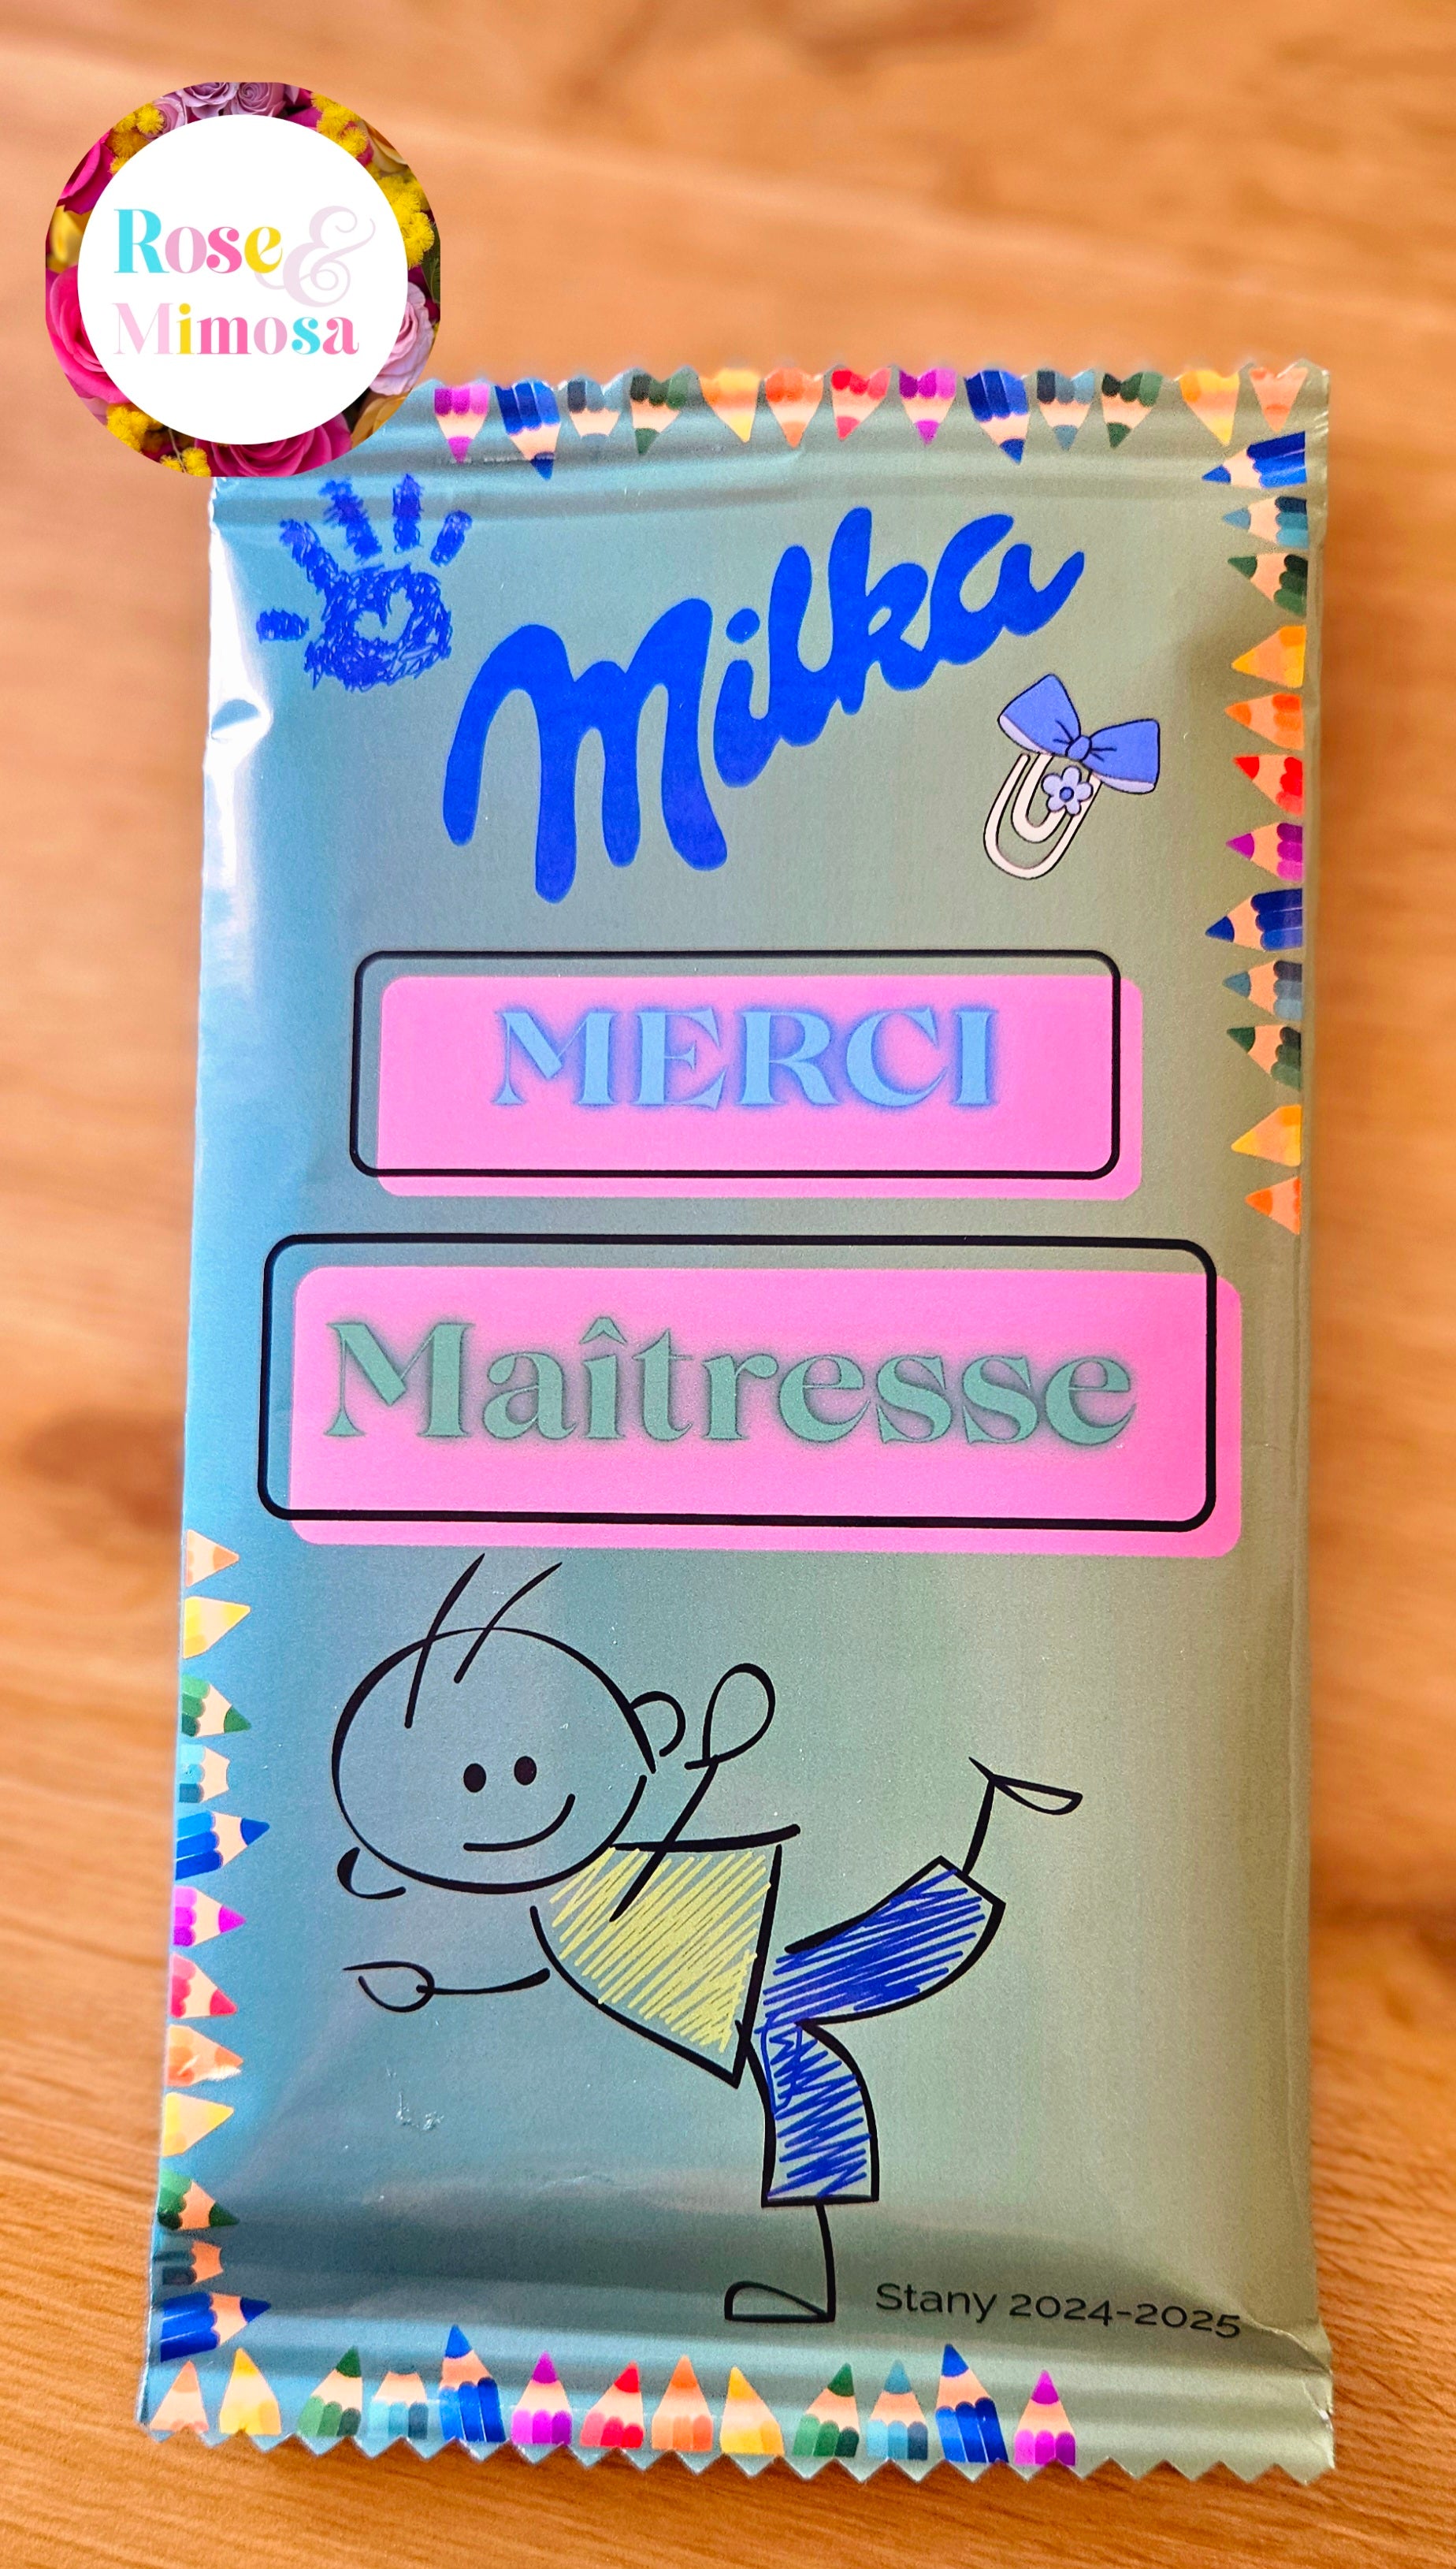 Rose &
Mimosa
Milka
MERCI
Maîtresse
Stany 2024-2025